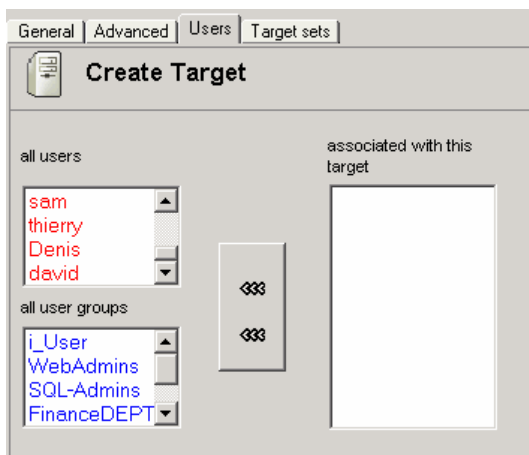 General Advanced Users Target sets
Create Target
all users
sam
thierry
Denis
david
all user groups
i_User
WebAdmins
SQL-Admins
FinanceDEPT
associated with this
target